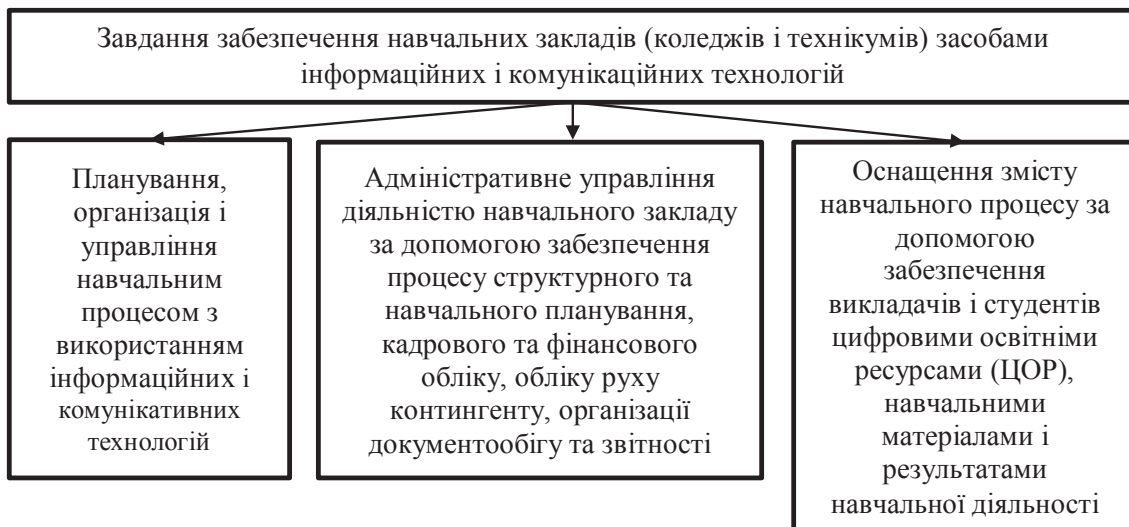 Завдання забезпечення навчальних закладів (коледжів і технікумів) засобами
інформаційних і комунікаційних технологій
Планування,
організація і
управління
навчальним
процесом з
використанням
інформаційних і
комунікативних
технологій
Адміністративне управління
діяльністю навчального закладу
за допомогою забезпечення
процесу структурного та
навчального планування,
кадрового та фінансового
обліку, обліку руху
контингенту, організації
документообігу та звітності
Оснащення змісту
навчального процесу за
допомогою
забезпечення
викладачів і студентів
цифровими освітніми
ресурсами (ЦОР),
навчальними
матеріалами і
результатами
навчальної діяльності